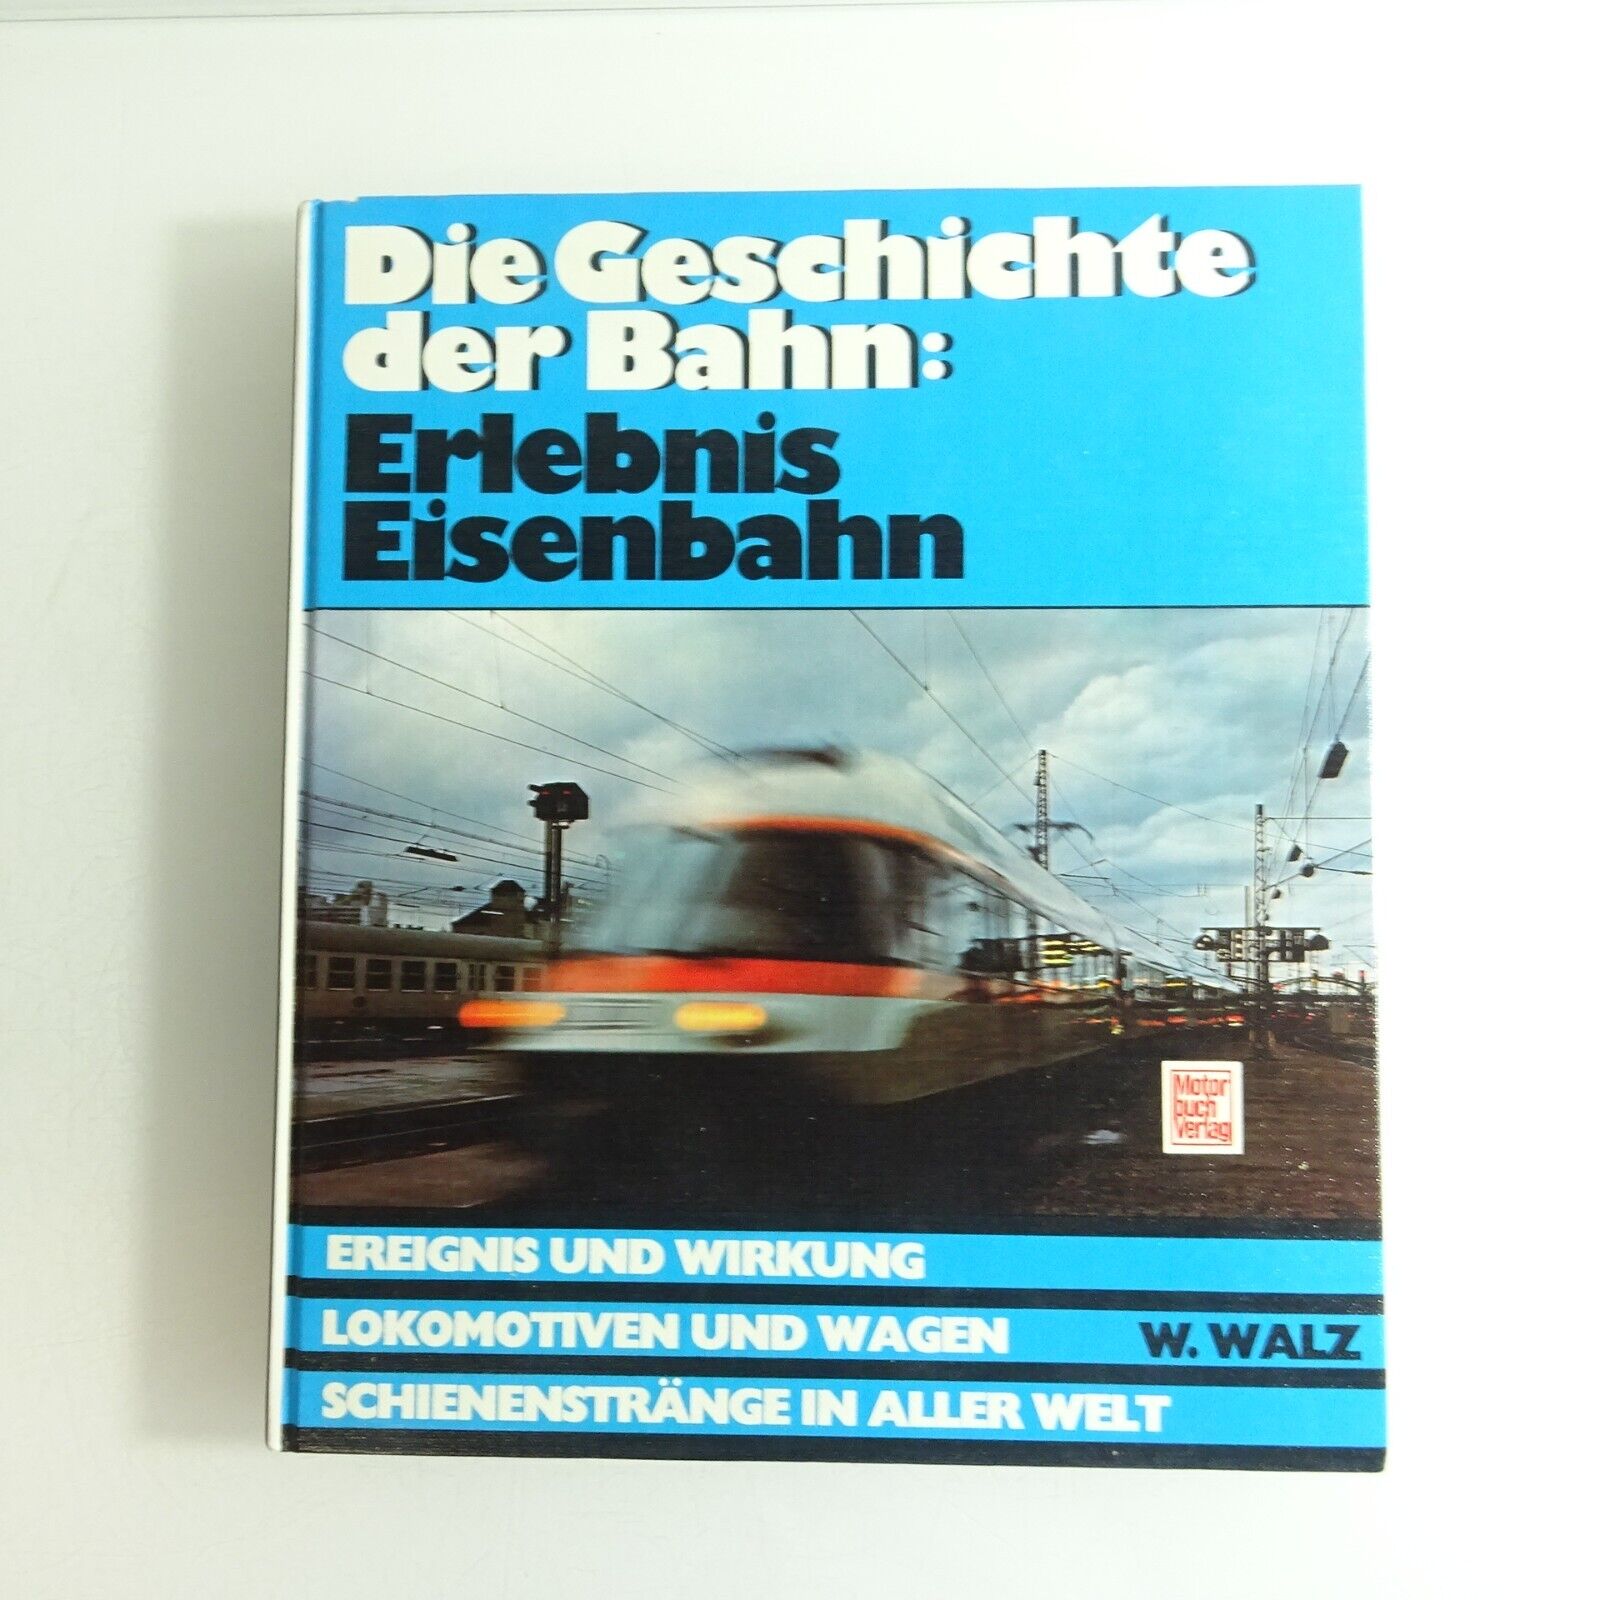 Die Geschichte
der Bahn:
Erlebnis
Eisenbahn
Motor
buch
Verlag
EREIGNIS UND WIRKUNG
LOKOMOTIVEN UND WAGEN
W. WALZ
SCHIENENSTRÄNGE IN ALLER WELT